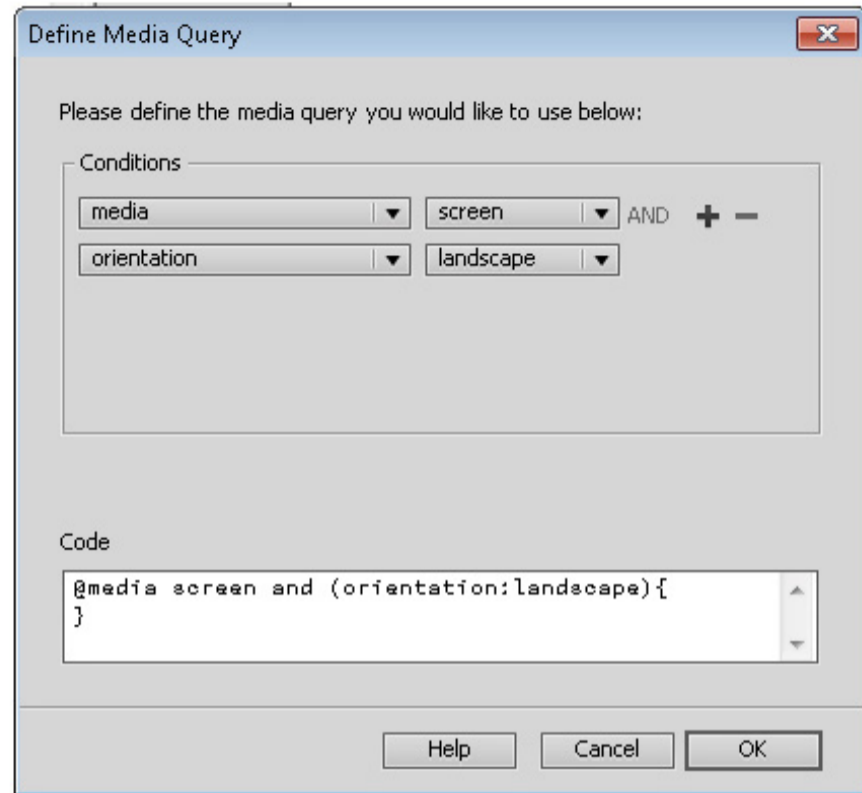 Define Media Query
Please define the media query you would like to use below:
Conditions
media screen AND
orientation landscape
Code
@media screen and (orientation:landscape){
}
Help Cancel OK